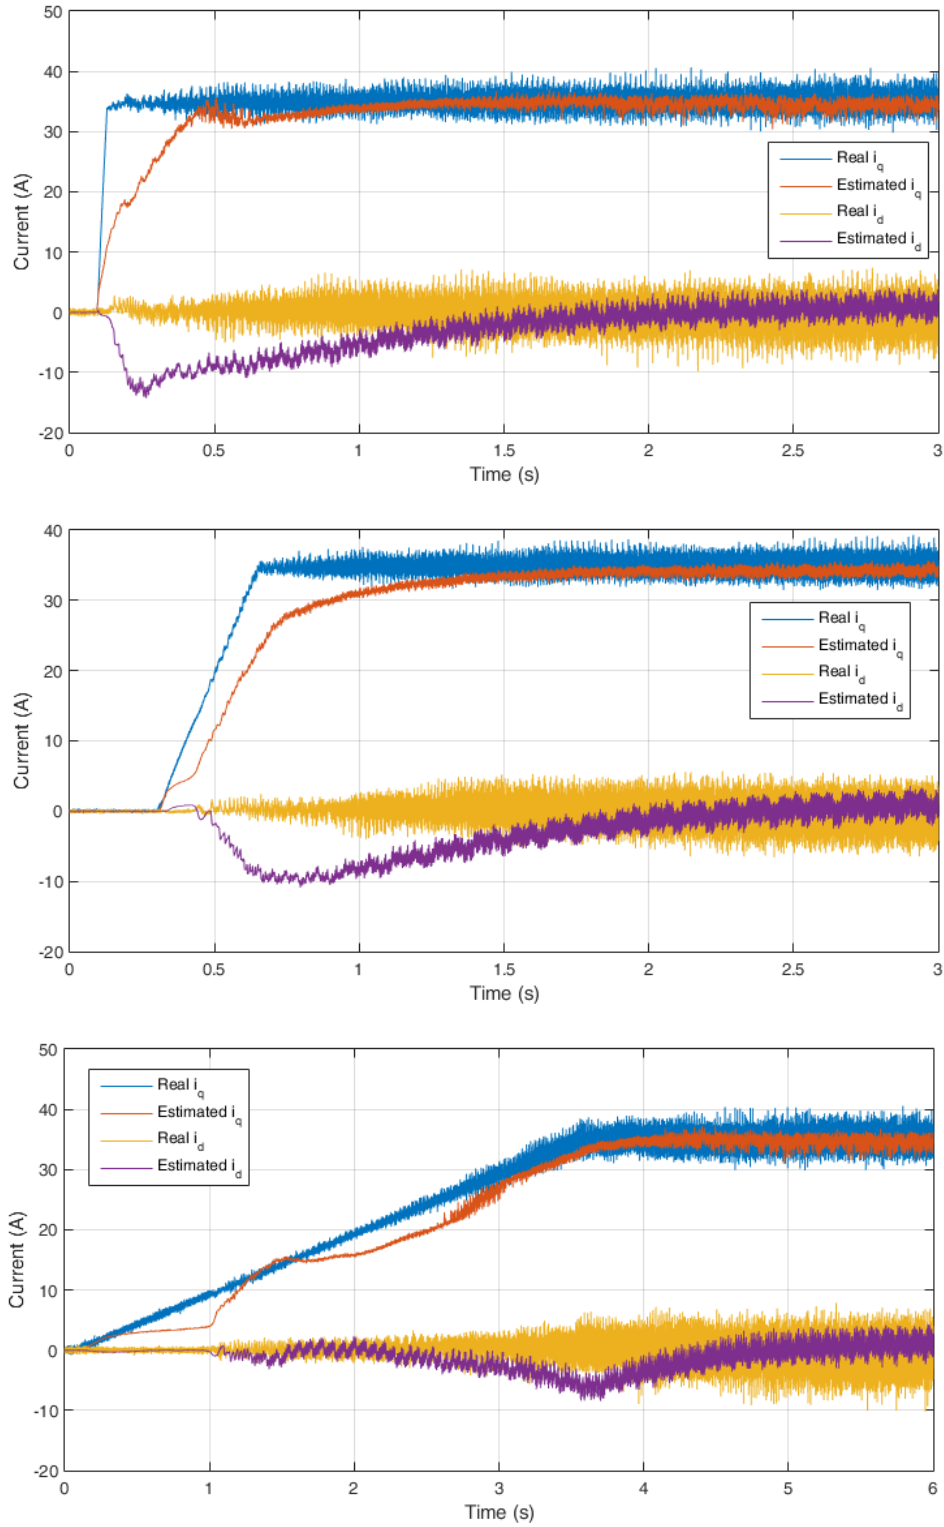 50
40
30
20
10
0
-10
-20
Current (A)
Real i_q
Estimated i_q
Real i_d
Estimated i_d
0 0.5 1 1.5 2 2.5 3
Time (s)
40
30
20
10
0
-10
-20
Current (A)
Real i_q
Estimated i_q
Real i_d
Estimated i_d
0 0.5 1 1.5 2 2.5 3
Time (s)
50
40
30
20
10
0
-10
-20
Current (A)
Real i_q
Estimated i_q
Real i_d
Estimated i_d
0 1 2 3 4 5 6
Time (s)